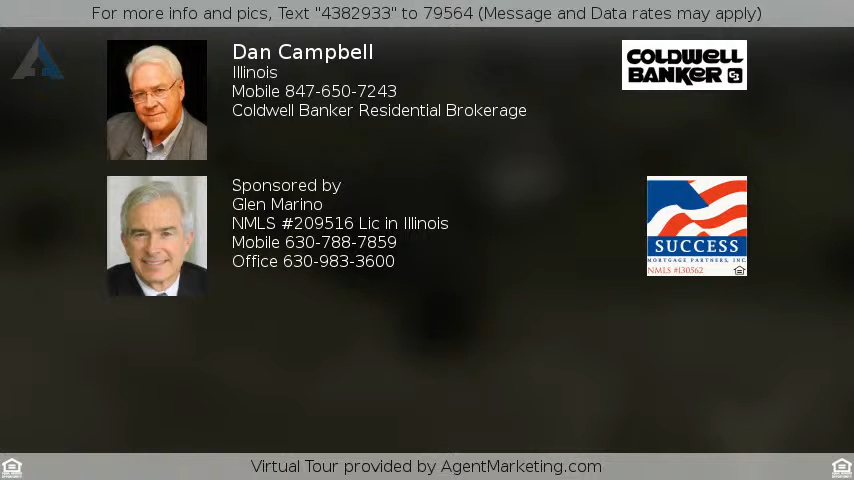 For more info and pics, Text "4382933" to 79564 (Message and Data rates may apply)
Dan Campbell
Illinois
Mobile 847-650-7243
Coldwell Banker Residential Brokerage
COLDWELL
BANKER
Sponsored by
Glen Marino
NMLS #209516 Lic in Illinois
Mobile 630-788-7859
Office 630-983-3600
SUCCESS
MORTGAGE PARTNERS, INC.
NMLS #130562
Virtual Tour provided by AgentMarketing.com